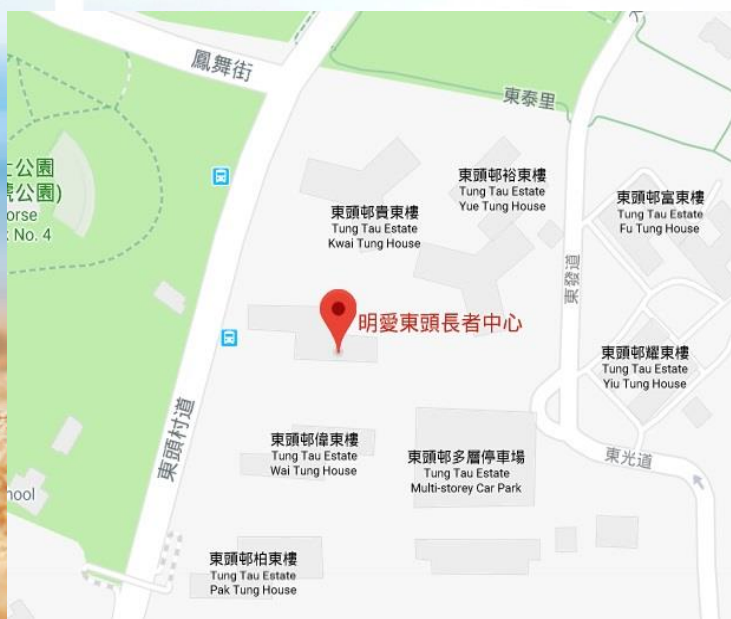 鳳舞街
東泰里
士公園
虎公園)
orse
k No. 4
東頭邨裕東樓
Tung Tau Estate
Yue Tung House
東頭邨富東樓
Tung Tau Estate
Fu Tung House
東頭邨貴東樓
Tung Tau Estate
Kwai Tung House
東發道
明愛東頭長者中心
東頭邨耀東樓
Tung Tau Estate
Yiu Tung House
東頭村道
東頭邨偉東樓
Tung Tau Estate
Wai Tung House
東頭邨多層停車場
Tung Tau Estate
Multi-storey Car Park
東光道
hool
東頭邨柏東樓
Tung Tau Estate
Pak Tung House